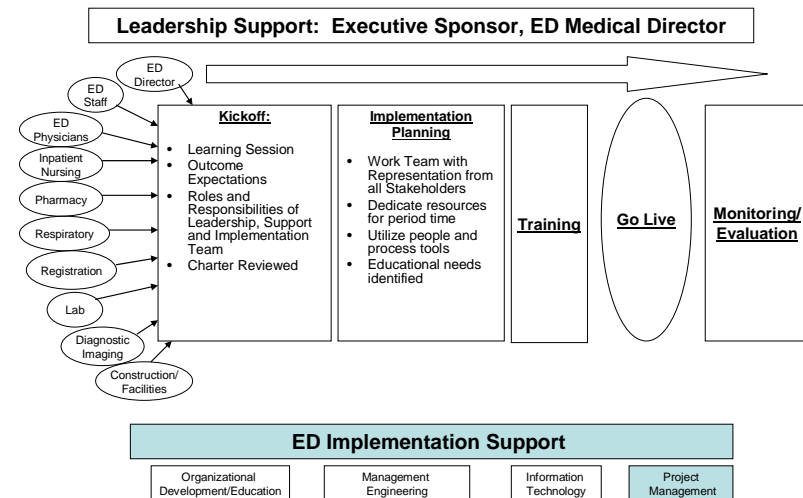 Leadership Support:  Executive Sponsor, ED Medical Director
ED
Director
ED
Staff
ED
Physicians
Inpatient
Nursing
Pharmacy
Respiratory
Registration
Lab
Diagnostic
Imaging
Construction/
Facilities
Kickoff:
• Learning Session
• Outcome
Expectations
• Roles and
Responsibilities of
Leadership, Support
and Implementation
Team
• Charter Reviewed
Implementation
Planning
• Work Team with
Representation from
all Stakeholders
• Dedicate resources
for period time
• Utilize people and
process tools
• Educational needs
identified
Training
Go Live
Monitoring/
Evaluation
ED Implementation Support
Organizational
Development/Education
Management
Engineering
Information
Technology
Project
Management